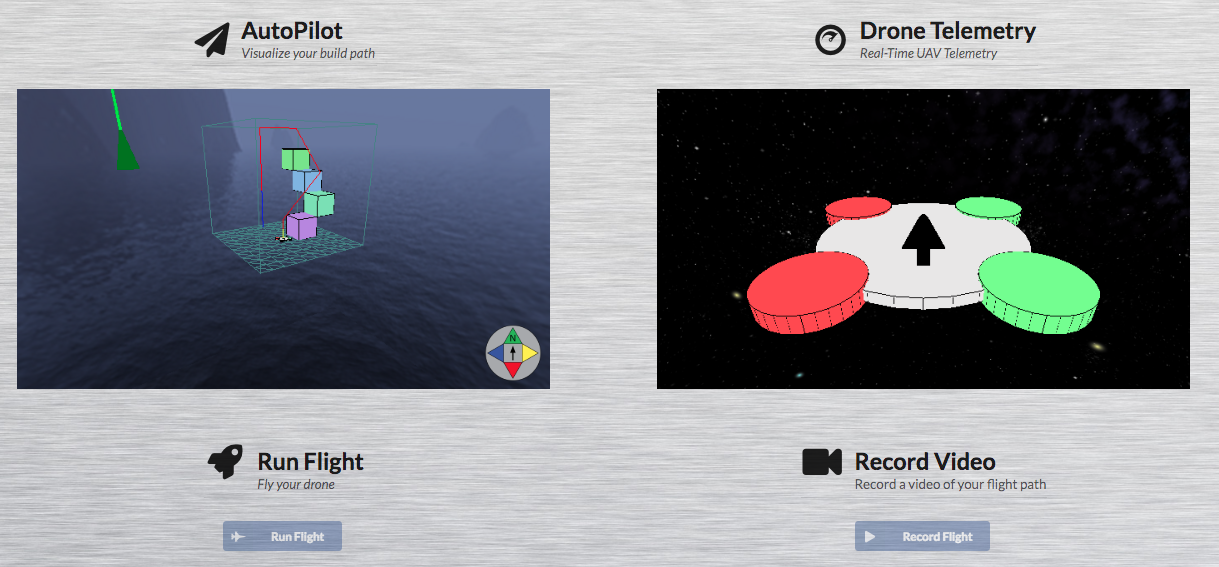 AutoPilot
Visualize your build path
Drone Telemetry
Real-Time UAV Telemetry
N
Run Flight
Fly your drone
Record Video
Record a video of your flight path
Run Flight
Record Flight